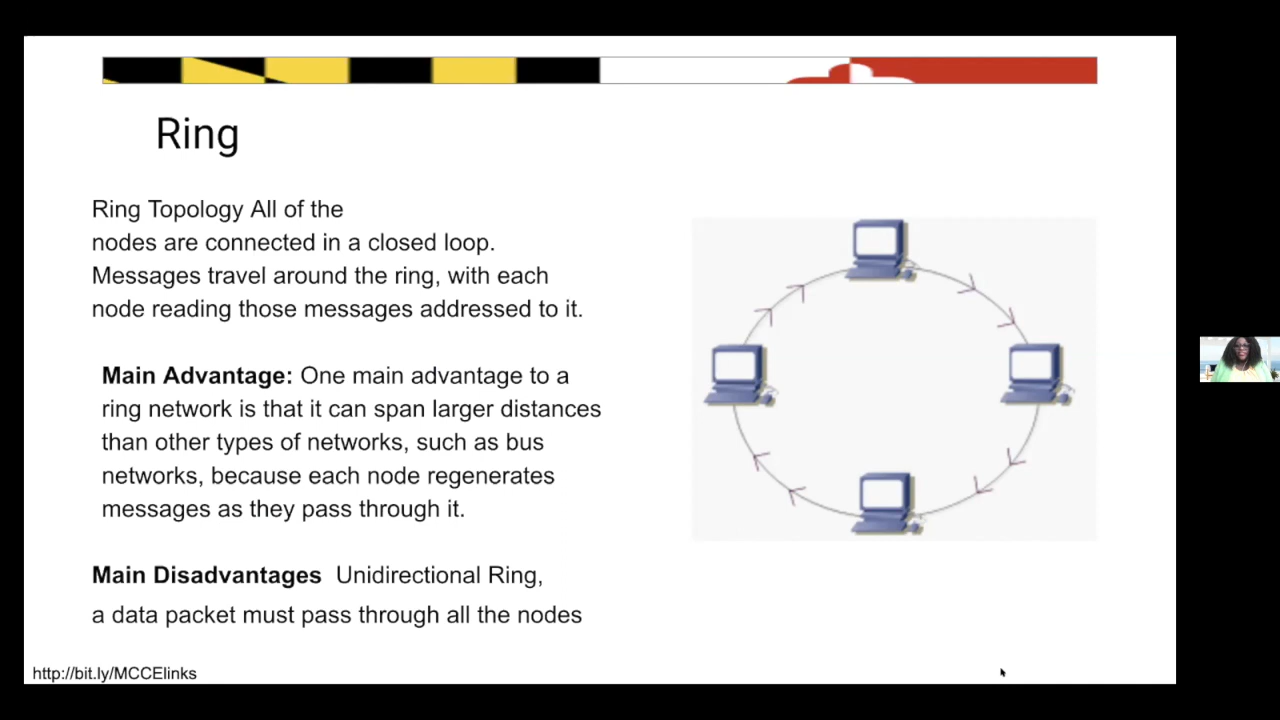 Ring
Ring Topology All of the
nodes are connected in a closed loop.
Messages travel around the ring, with each
node reading those messages addressed to it.
Main Advantage: One main advantage to a
ring network is that it can span larger distances
than other types of networks, such as bus
networks, because each node regenerates
messages as they pass through it.
Main Disadvantages Unidirectional Ring,
a data packet must pass through all the nodes
http://bit.ly/MCCElinks